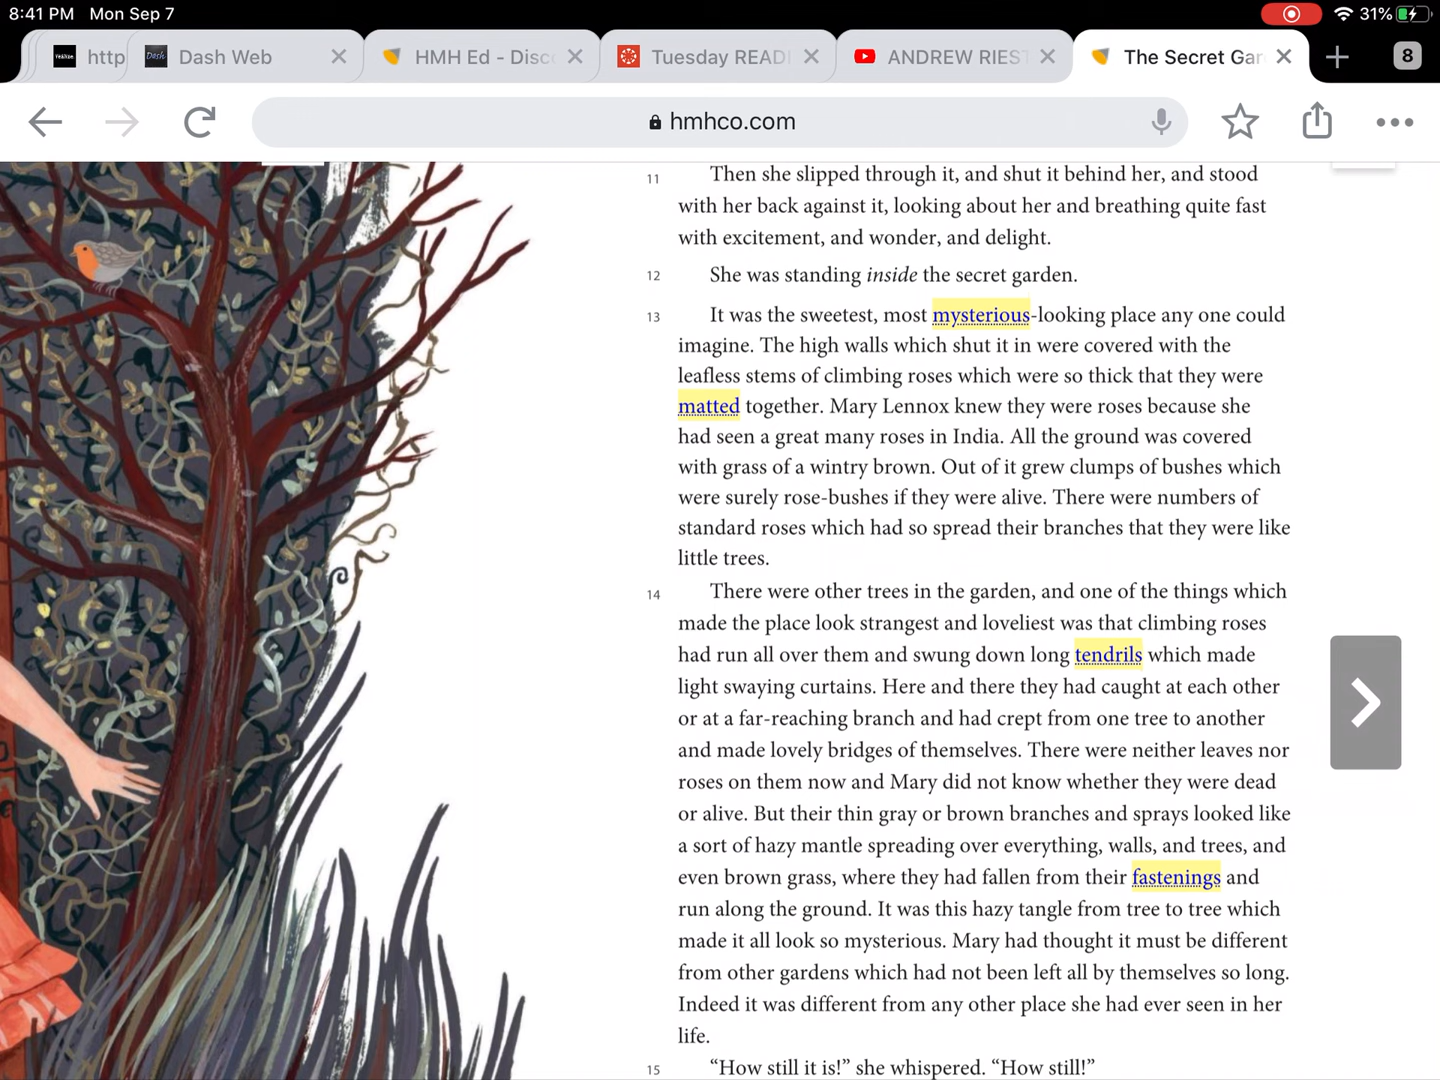 8:41 PM Mon Sep 7 31%
http Dash Web HMH Ed - Disc Tuesday READ ANDREW RIEST The Secret Gar 8
hmhco.com
11 Then she slipped through it, and shut it behind her, and stood
with her back against it, looking about her and breathing quite fast
with excitement, and wonder, and delight.
12 She was standing inside the secret garden.
13 It was the sweetest, most mysterious-looking place any one could
imagine. The high walls which shut it in were covered with the
leafless stems of climbing roses which were so thick that they were
matted together. Mary Lennox knew they were roses because she
had seen a great many roses in India. All the ground was covered
with grass of a wintry brown. Out of it grew clumps of bushes which
were surely rose-bushes if they were alive. There were numbers of
standard roses which had so spread their branches that they were like
little trees.
14 There were other trees in the garden, and one of the things which
made the place look strangest and loveliest was that climbing roses
had run all over them and swung down long tendrils which made
light swaying curtains. Here and there they had caught at each other
or at a far-reaching branch and had crept from one tree to another
and made lovely bridges of themselves. There were neither leaves nor
roses on them now and Mary did not know whether they were dead
or alive. But their thin gray or brown branches and sprays looked like
a sort of hazy mantle spreading over everything, walls, and trees, and
even brown grass, where they had fallen from their fastenings and
run along the ground. It was this hazy tangle from tree to tree which
made it all look so mysterious. Mary had thought it must be different
from other gardens which had not been left all by themselves so long.
Indeed it was different from any other place she had ever seen in her
life.
15 “How still it is!” she whispered. “How still!”